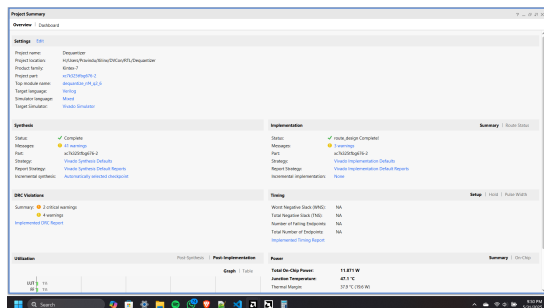 Project Summary
Overview | Dashboard
Settings Edit
Project name: Dequantizer
Project location:
Product family: Kintex-7
Project part: xc7k325tfbg676-2
Top module name:
Target language: Verilog
Simulator language: Mixed
Target Simulator: Vivado Simulator
Synthesis
Status: Complete
Messages: 41 warnings
Part: xc7k325tfbg676-2
Strategy: Vivado Synthesis Defaults
Report Strategy: Vivado Synthesis Default Reports
Incremental synthesis: Automatically selected checkpoint
Implementation Summary | Route Status
Status: route_design Complete!
Messages: 3 warnings
Part: xc7k325tfbg676-2
Strategy: Vivado Implementation Defaults
Report Strategy: Vivado Implementation Default Reports
Incremental implementation: None
DRC Violations
Summary: 2 critical warnings
4 warnings
Implemented DRC Report
Timing Setup | Hold | Pulse Width
Worst Negative Slack (WNS): NA
Total Negative Slack (TNS): NA
Number of Failing Endpoints: NA
Total Number of Endpoints: NA
Implemented Timing Report
Utilization Post-Synthesis | Post-Implementation
Graph | Table
LUT
Power Summary | On-Chip
Total On-Chip Power: 11.871 W
Junction Temperature: 47.1 °C
Thermal Margin:
Search
9:50 PM